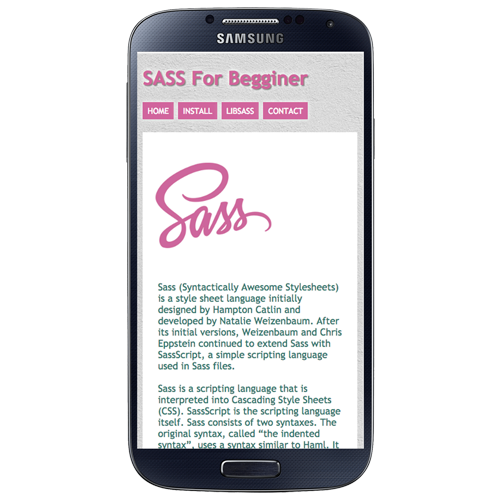 SAMSUNG
SASS For Begginer
HOME INSTALL LIBSASS CONTACT
Sass
Sass (Syntactically Awesome Stylesheets)
is a style sheet language initially
designed by Hampton Catlin and
developed by Natalie Weizenbaum. After
its initial versions, Weizenbaum and Chris
Eppstein continued to extend Sass with
SassScript, a simple scripting language
used in Sass files.
Sass is a scripting language that is
interpreted into Cascading Style Sheets
(CSS). SassScript is the scripting language
itself. Sass consists of two syntaxes. The
original syntax, called “the indented
syntax”, uses a syntax similar to Haml. It